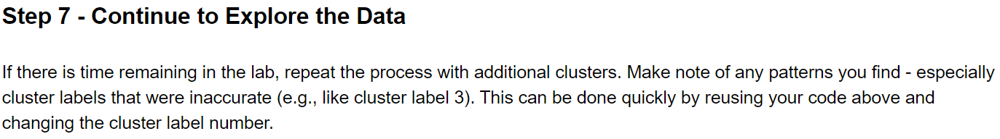 Step 7 - Continue to Explore the Data
If there is time remaining in the lab, repeat the process with additional clusters. Make note of any patterns you find - especially
cluster labels that were inaccurate (e.g., like cluster label 3). This can be done quickly by reusing your code above and
changing the cluster label number.